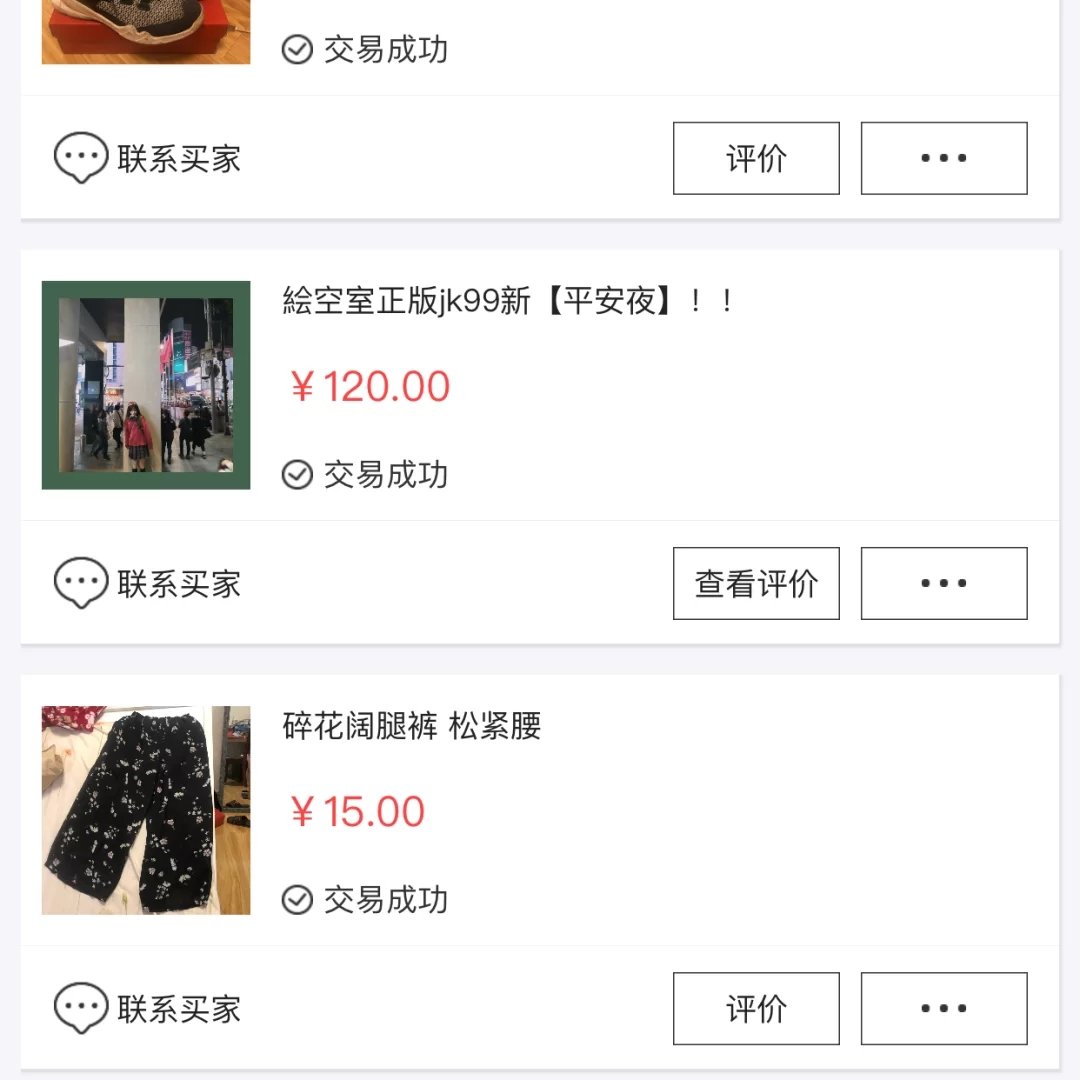 交易成功
联系买家
评价
絵空室正版jk99新【平安夜】！！
￥120.00
交易成功
联系买家
查看评价
碎花阔腿裤 松紧腰
￥15.00
交易成功
联系买家
评价